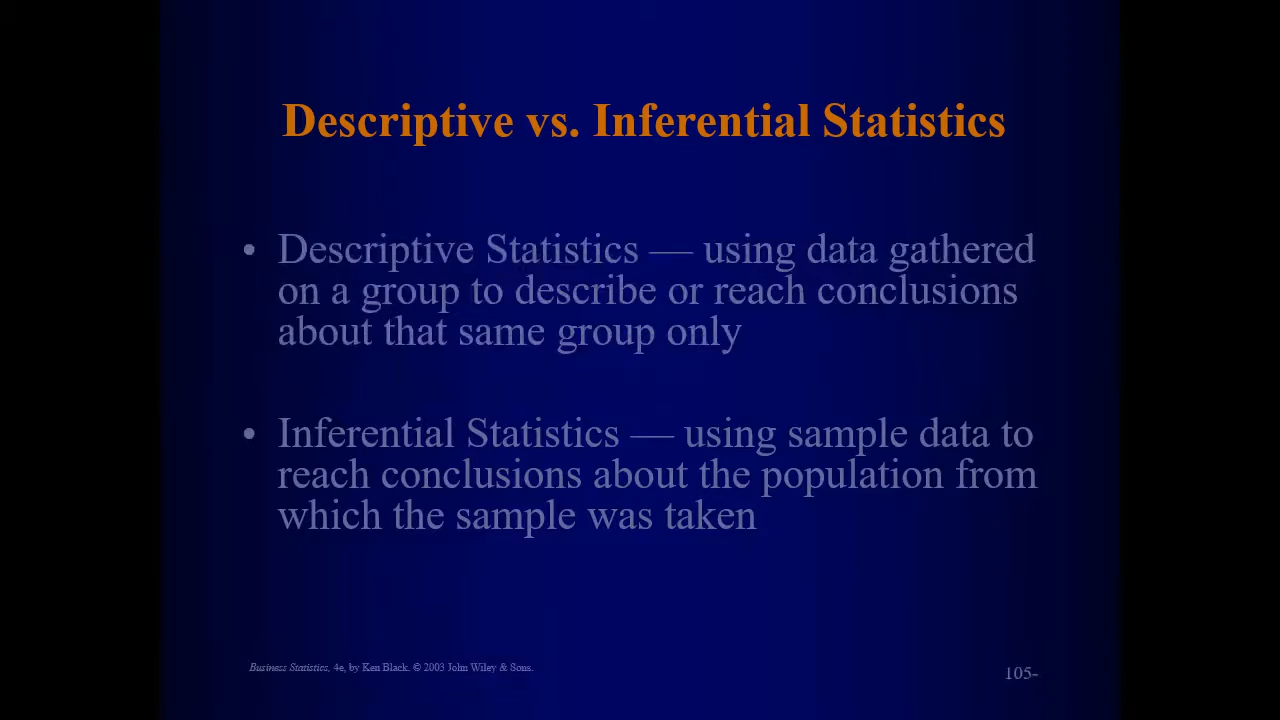 Descriptive vs. Inferential Statistics
• Descriptive Statistics — using data gathered
on a group to describe or reach conclusions
about that same group only
• Inferential Statistics — using sample data to
reach conclusions about the population from
which the sample was taken
Business Statistics, 4e, by Ken Black. © 2003 John Wiley & Sons.
105-